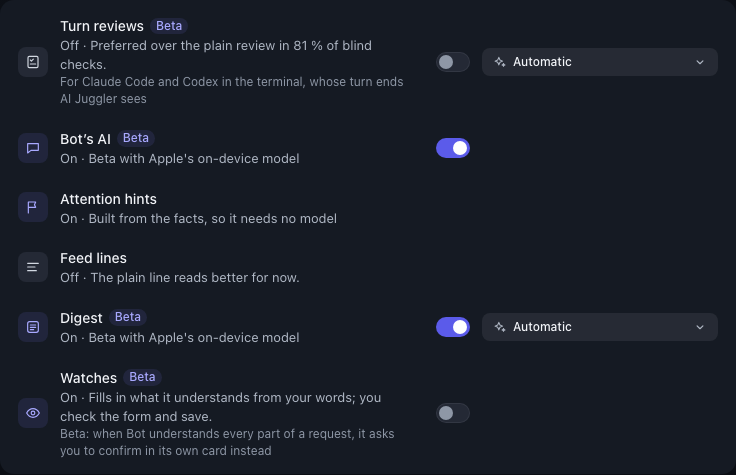 Turn reviews Beta
Off · Preferred over the plain review in 81 % of blind
checks.
For Claude Code and Codex in the terminal, whose turn ends
AI Juggler sees
Automatic
Bot’s AI Beta
On · Beta with Apple's on-device model
Attention hints
On · Built from the facts, so it needs no model
Feed lines
Off · The plain line reads better for now.
Digest Beta
On · Beta with Apple's on-device model
Automatic
Watches Beta
On · Fills in what it understands from your words; you
check the form and save.
Beta: when Bot understands every part of a request, it asks
you to confirm in its own card instead